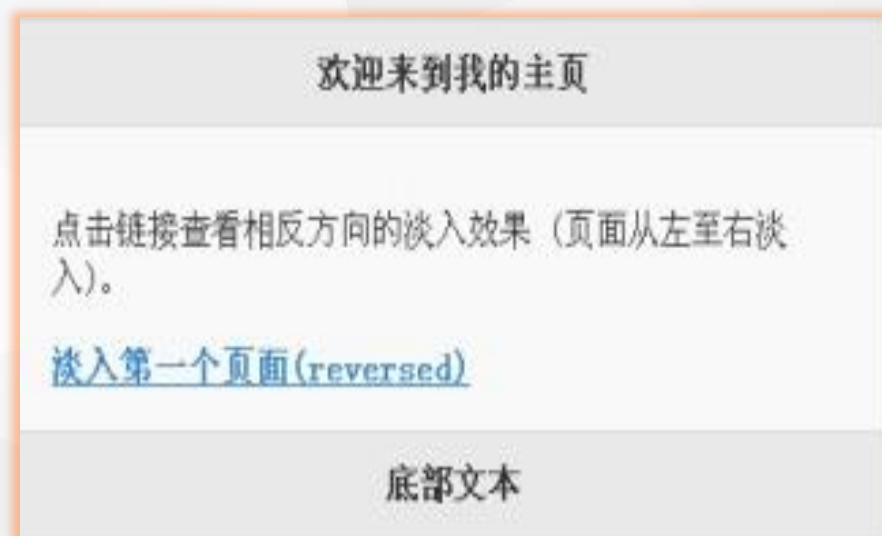 欢迎来到我的主页
点击链接查看相反方向的淡入效果（页面从左至右淡
入)。
淡入第一个页面(reversed)
底部文本